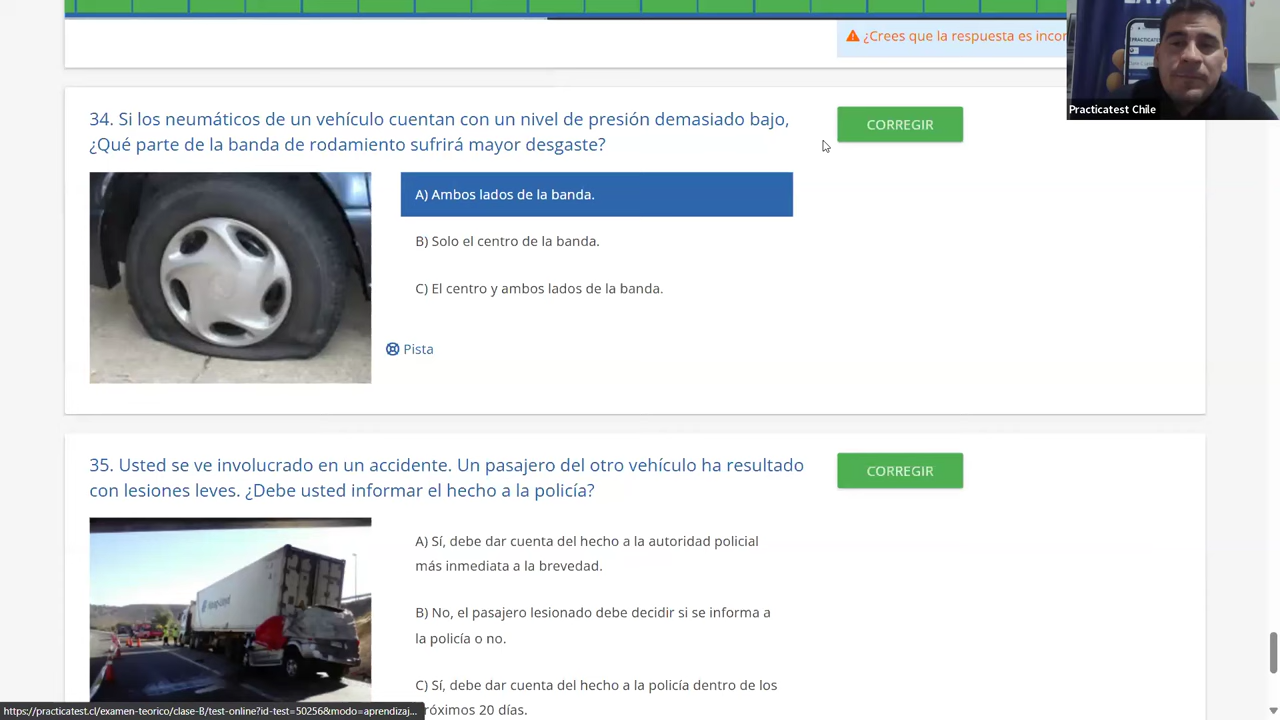 ¿Crees que la respuesta es incor
Practicatest Chile
34. Si los neumáticos de un vehículo cuentan con un nivel de presión demasiado bajo,
¿Qué parte de la banda de rodamiento sufrirá mayor desgaste?
CORREGIR
A) Ambos lados de la banda.
B) Solo el centro de la banda.
C) El centro y ambos lados de la banda.
Pista
35. Usted se ve involucrado en un accidente. Un pasajero del otro vehículo ha resultado
con lesiones leves. ¿Debe usted informar el hecho a la policía?
CORREGIR
A) Sí, debe dar cuenta del hecho a la autoridad policial
más inmediata a la brevedad.
B) No, el pasajero lesionado debe decidir si se informa a
la policía o no.
C) Sí, debe dar cuenta del hecho a la policía dentro de los
próximos 20 días.
https://practicatest.cl/examen-teorico/clase-B/test-online?id-test=50256&modo=aprendizaj...